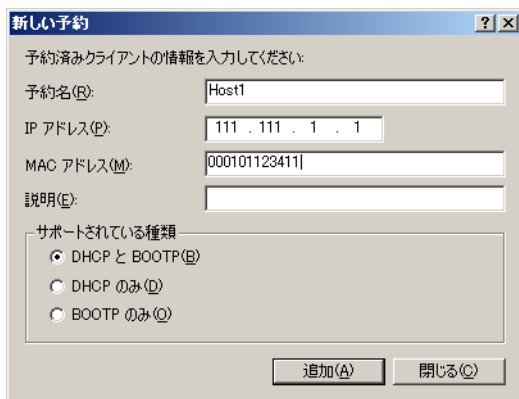 新しい予約
予約済みクライアントの情報を入力してください:
予約名(R): Host1
IP アドレス(P): 111 . 111 . 1 . 1
MAC アドレス(M): 000101123411
説明(E):
サポートされている種類
DHCP と BOOTP(B)
DHCP のみ(D)
BOOTP のみ(O)
追加(A) 閉じる(C)